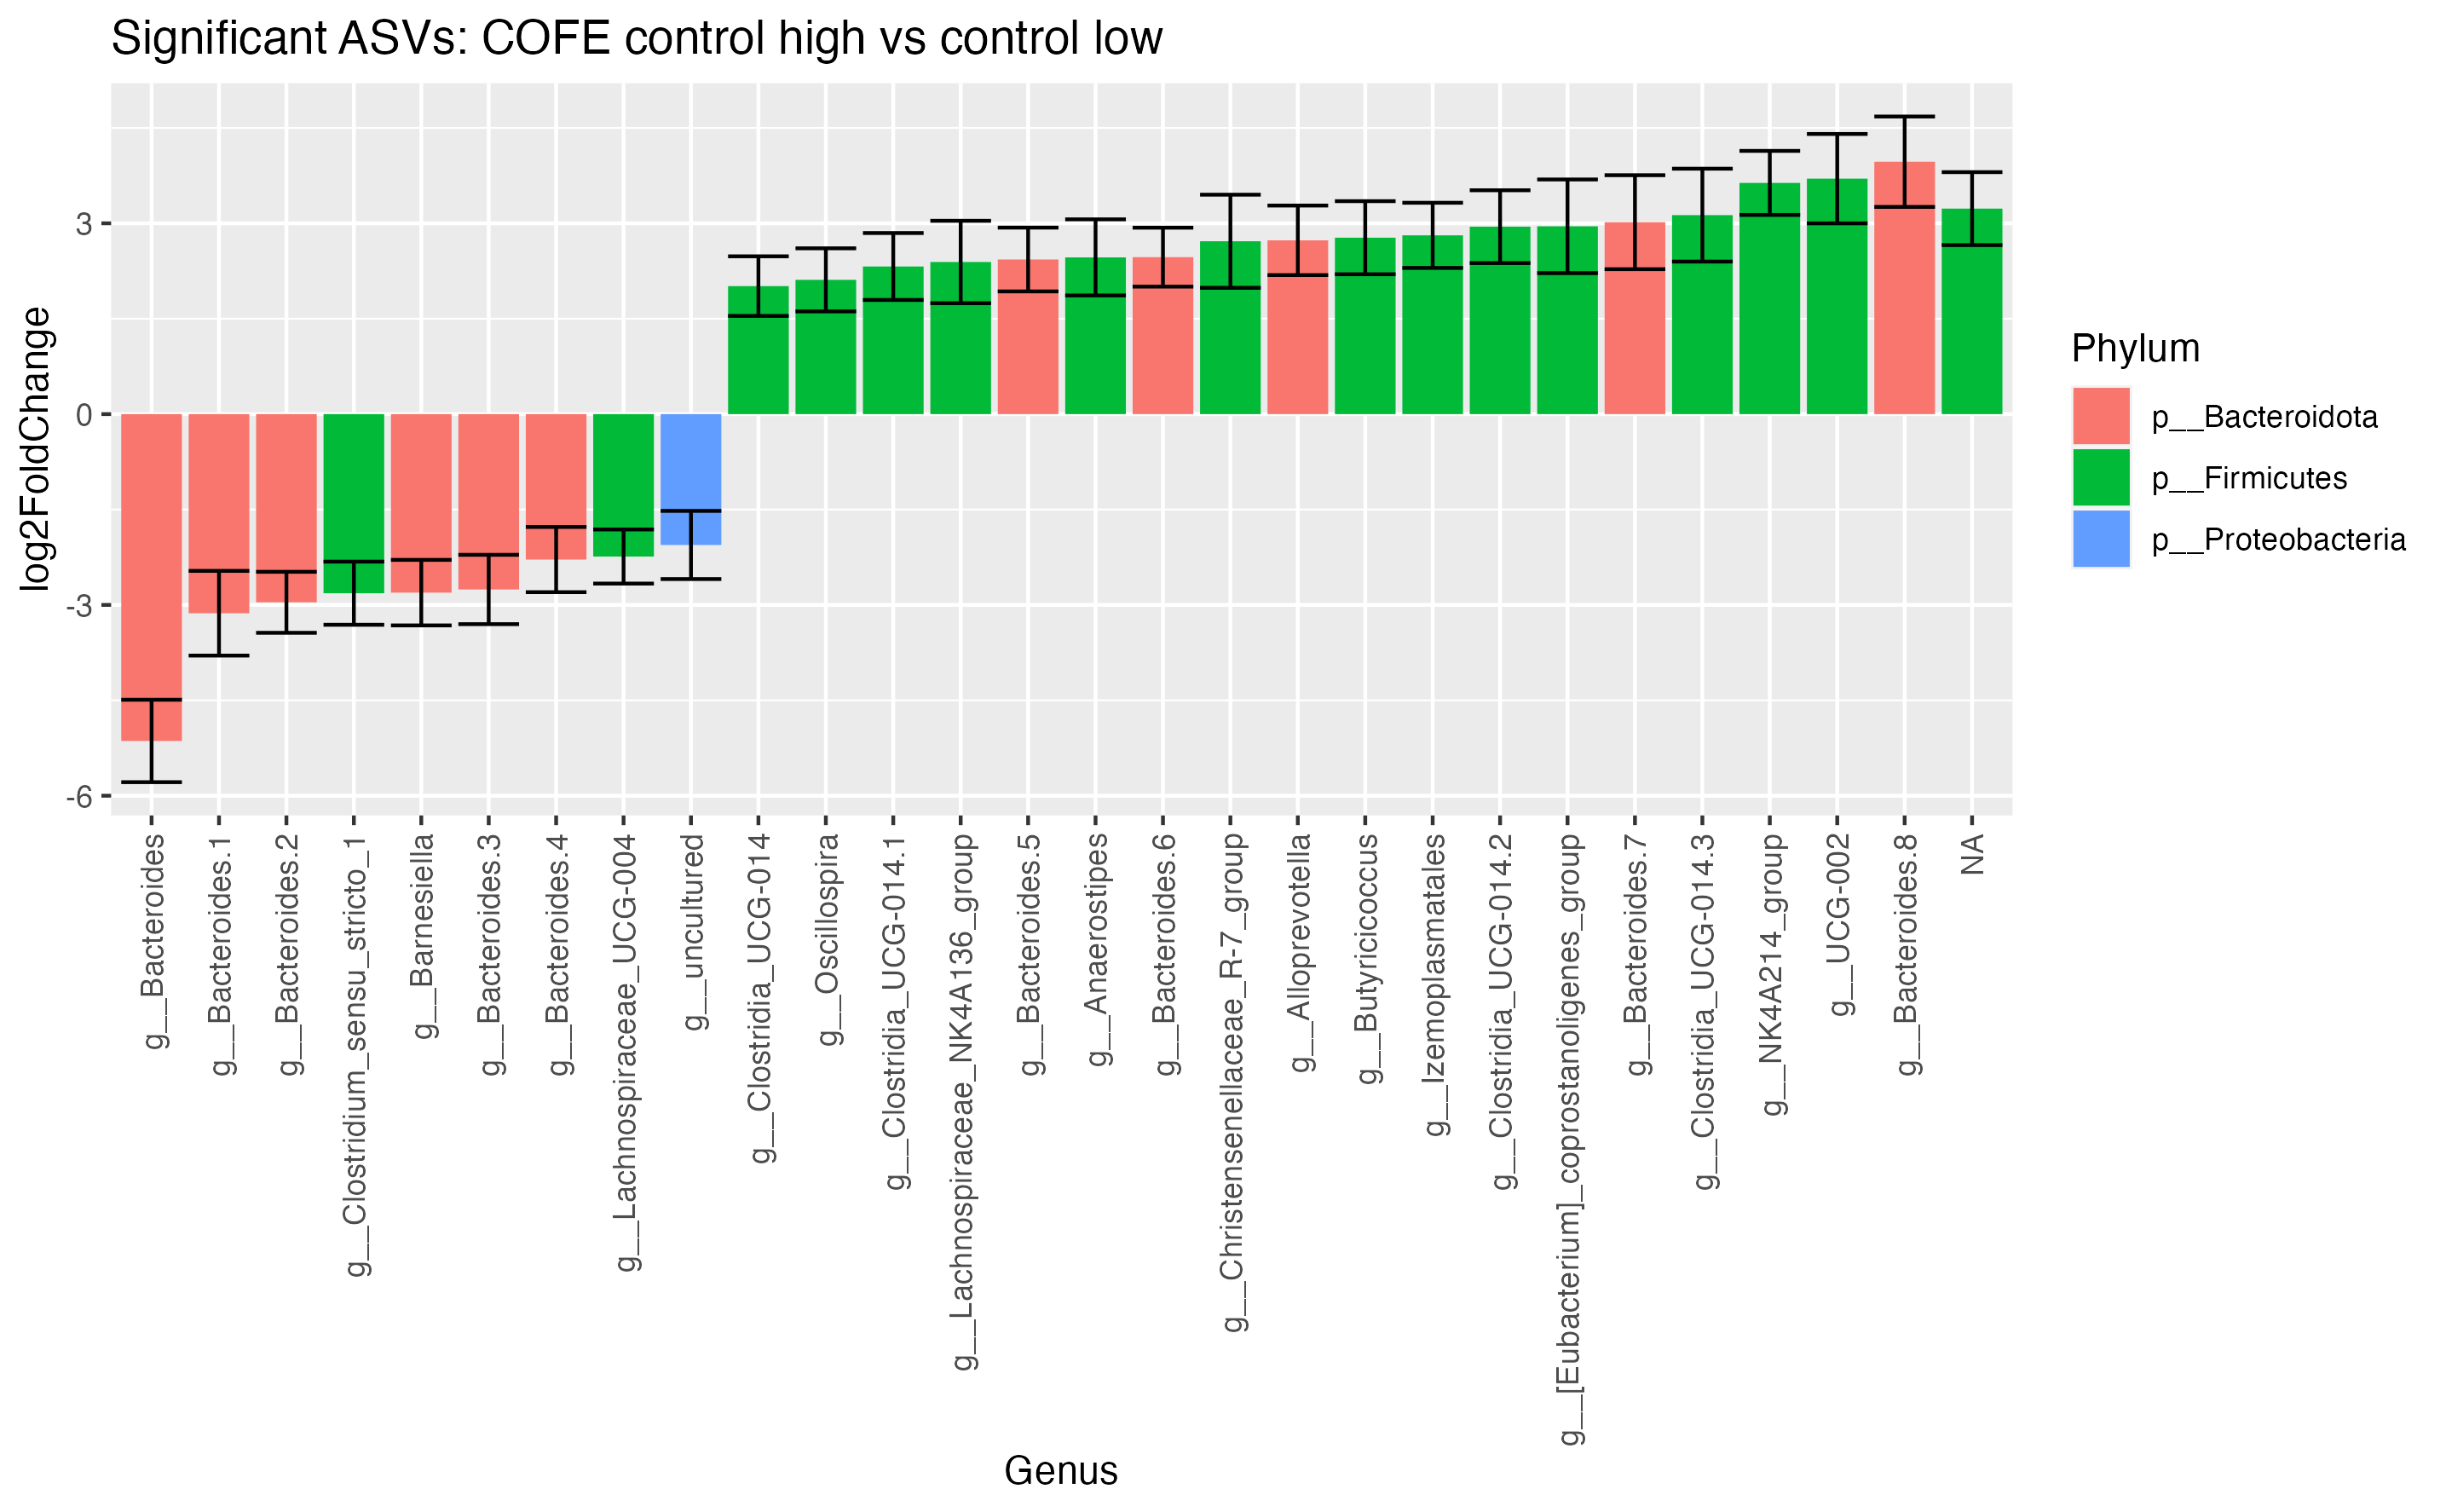 Significant ASVs: COFE control high vs control low
log2FoldChange
3
0
-3
-6
g__Bacteroides
g__Bacteroides.1
g__Bacteroides.2
g__Clostridium_sensu_stricto_1
g__Barnesiella
g__Bacteroides.3
g__Bacteroides.4
g__Lachnospiraceae_UCG-004
g__uncultured
g__Clostridia_UCG-014
g__Oscillospira
g__Clostridia_UCG-014.1
g__Lachnospiraceae_NK4A136_group
g__Bacteroides.5
g__Anaerostipes
g__Bacteroides.6
g__Christensenellaceae_R-7_group
g__Alloprevotella
g__Butyricicoccus
g__Izemoplasmatales
g__Clostridia_UCG-014.2
g__[Eubacterium]_coprostanoligenes_group
g__Bacteroides.7
g__Clostridia_UCG-014.3
g__NK4A214_group
g__UCG-002
g__Bacteroides.8
NA
Genus
Phylum
p__Bacteroidota
p__Firmicutes
p__Proteobacteria